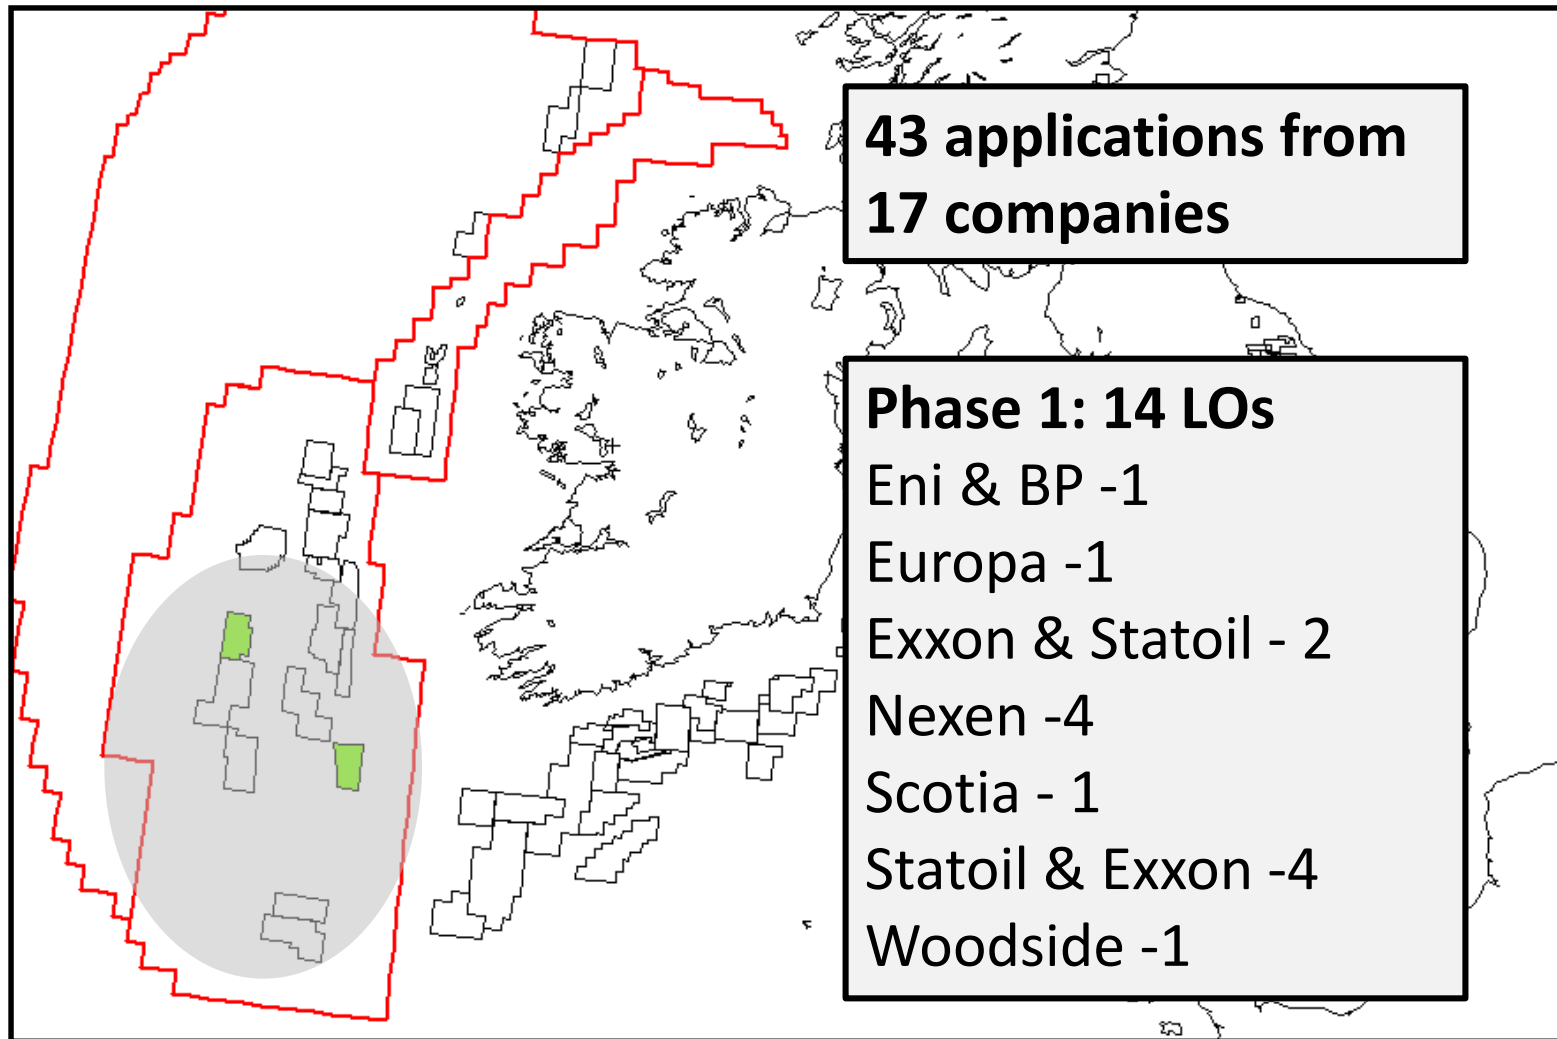 43 applications from
17 companies
Phase 1: 14 LOs
Eni & BP -1
Europa -1
Exxon & Statoil - 2
Nexen -4
Scotia - 1
Statoil & Exxon -4
Woodside -1